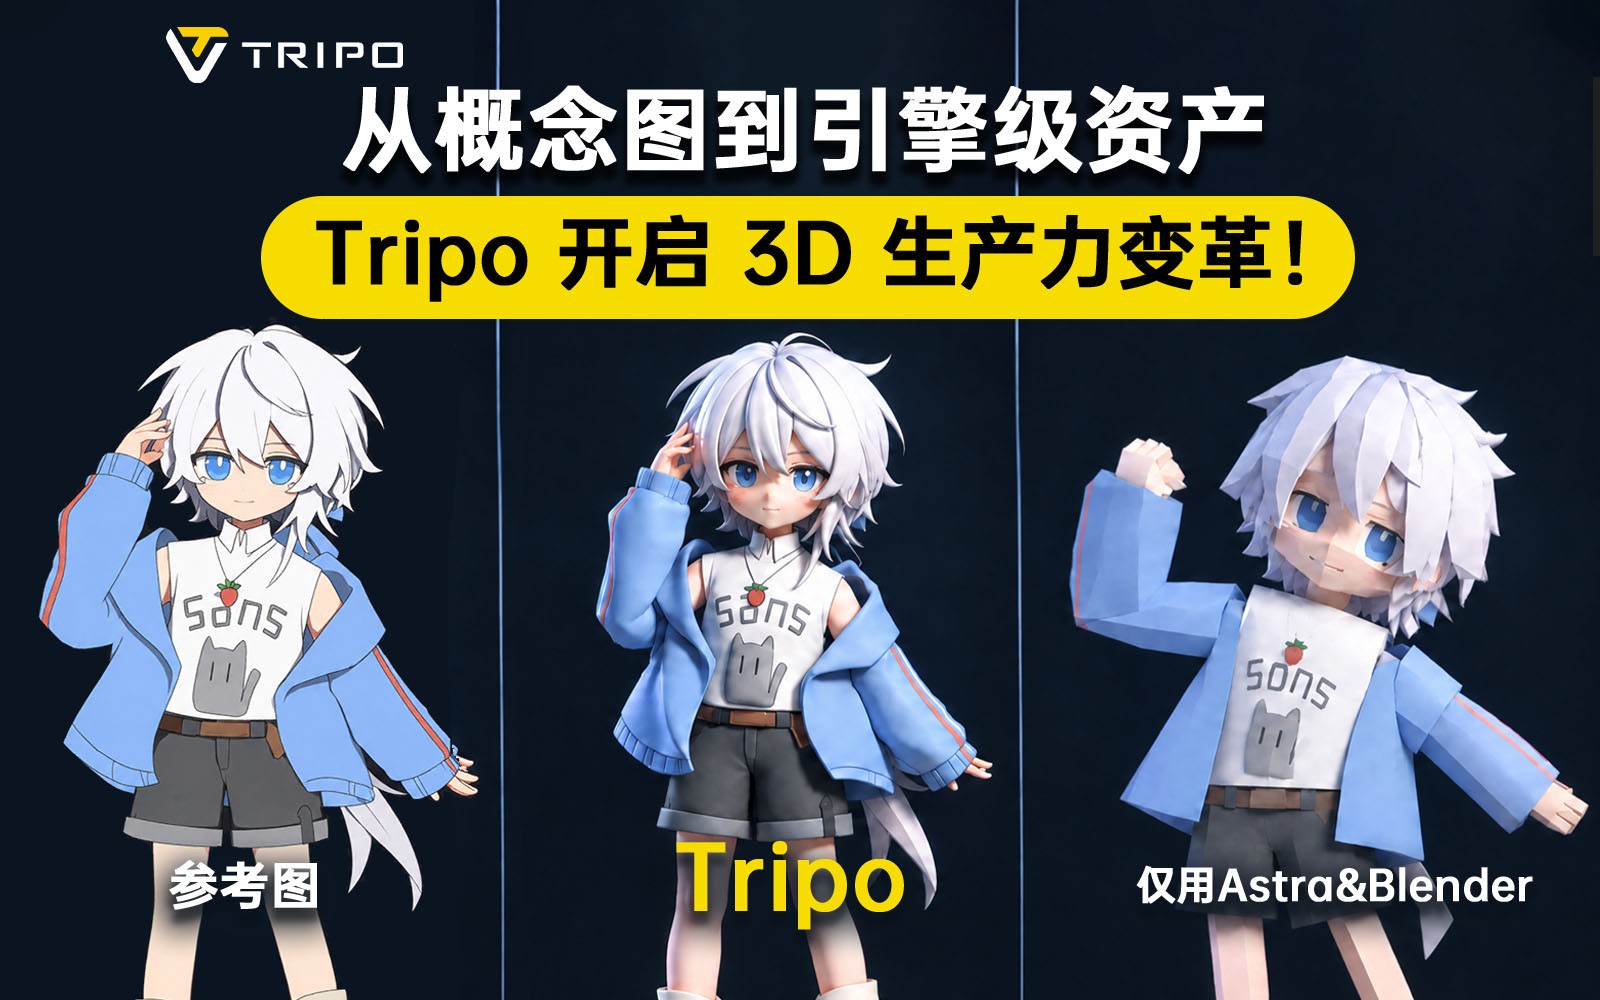 TRIPO
从概念图到引擎级资产
Tripo 开启 3D 生产力变革！
sons
sons
sons
参考图
Tripo
仅用Astra&Blender